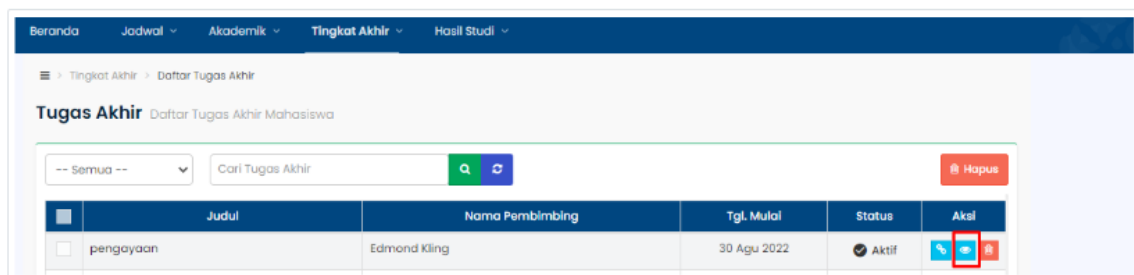 Beranda Jadwal Akademik Tingkat Akhir Hasil Studi
> Tingkat Akhir > Daftar Tugas Akhir
Tugas Akhir Daftar Tugas Akhir Mahasiswa
-- Semua -- Cari Tugas Akhir Hapus
Judul Nama Pembimbing Tgl. Mulai Status Aksi
pengayaan Edmond Kling 30 Agu 2022 Aktif